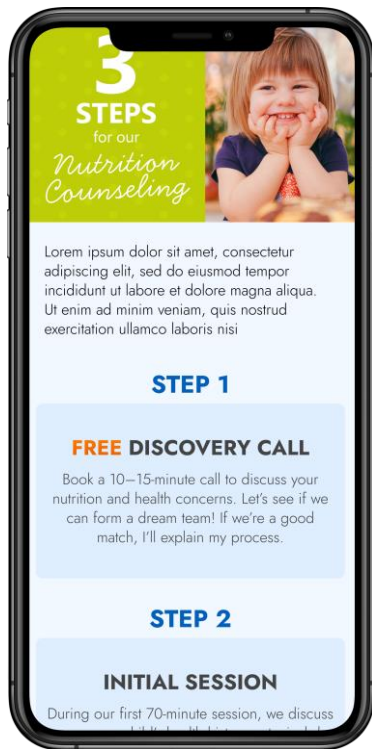 3
STEPS
for our
Nutrition
Counseling
Lorem ipsum dolor sit amet, consectetur
adipiscing elit, sed do eiusmod tempor
incididunt ut labore et dolore magna aliqua.
Ut enim ad minim veniam, quis nostrud
exercitation ullamco laboris nisi
STEP 1
FREE DISCOVERY CALL
Book a 10–15-minute call to discuss your
nutrition and health concerns. Let's see if we
can form a dream team! If we're a good
match, I'll explain my process.
STEP 2
INITIAL SESSION
During our first 70-minute session, we discuss